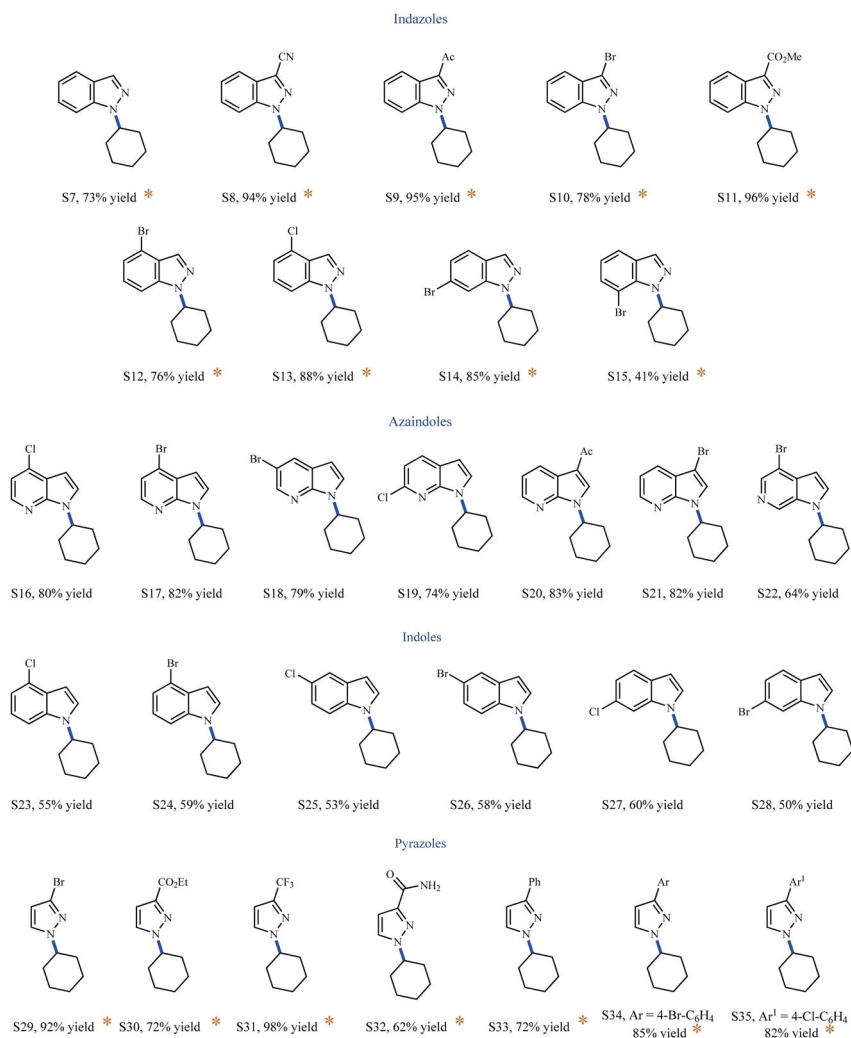 Indazoles
CN
Ac
Br
CO₂Me
N
N
N
N
N
N
N
N
N
N
S7, 73% yield *
S8, 94% yield *
S9, 95% yield *
S10, 78% yield *
S11, 96% yield *
Br
Cl
N
N
N
N
Br
N
N
N
N
Br
S12, 76% yield *
S13, 88% yield *
S14, 85% yield *
S15, 41% yield *
Azaindoles
Cl
Br
Br
Cl
Ac
Br
Br
N
N
N
N
N
N
N
N
N
N
N
N
N
N
S16, 80% yield
S17, 82% yield
S18, 79% yield
S19, 74% yield
S20, 83% yield
S21, 82% yield
S22, 64% yield
Indoles
Cl
Br
Cl
Br
Cl
Br
N
N
N
N
N
N
S23, 55% yield
S24, 59% yield
S25, 53% yield
S26, 58% yield
S27, 60% yield
S28, 50% yield
Pyrazoles
Br
CO₂Et
CF₃
O
NH₂
Ph
Ar
Ar¹
N
N
N
N
N
N
N
N
N
N
N
N
N
N
S29, 92% yield *
S30, 72% yield *
S31, 98% yield *
S32, 62% yield *
S33, 72% yield *
S34, Ar = 4-Br-C₆H₄
85% yield *
S35, Ar¹ = 4-Cl-C₆H₄
82% yield *